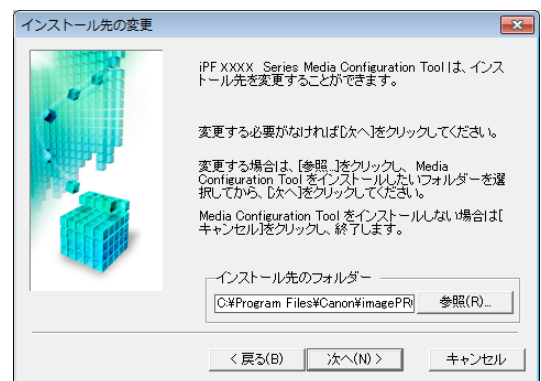 インストール先の変更
iPF XXXX Series Media Configuration Toolは、インス
トール先を変更することができます。
変更する必要がなければ[次へ]をクリックしてください。
変更する場合は、[参照...]をクリックし、 Media
Configuration Tool をインストールしたいフォルダーを選
択してから、[次へ]をクリックしてください。
Media Configuration Tool をインストールしない場合は[
キャンセル]をクリックし、終了します。
インストール先のフォルダー
C:¥Program Files¥Canon¥imagePR
参照(R)...
< 戻る(B)
次へ(N) >
キャンセル